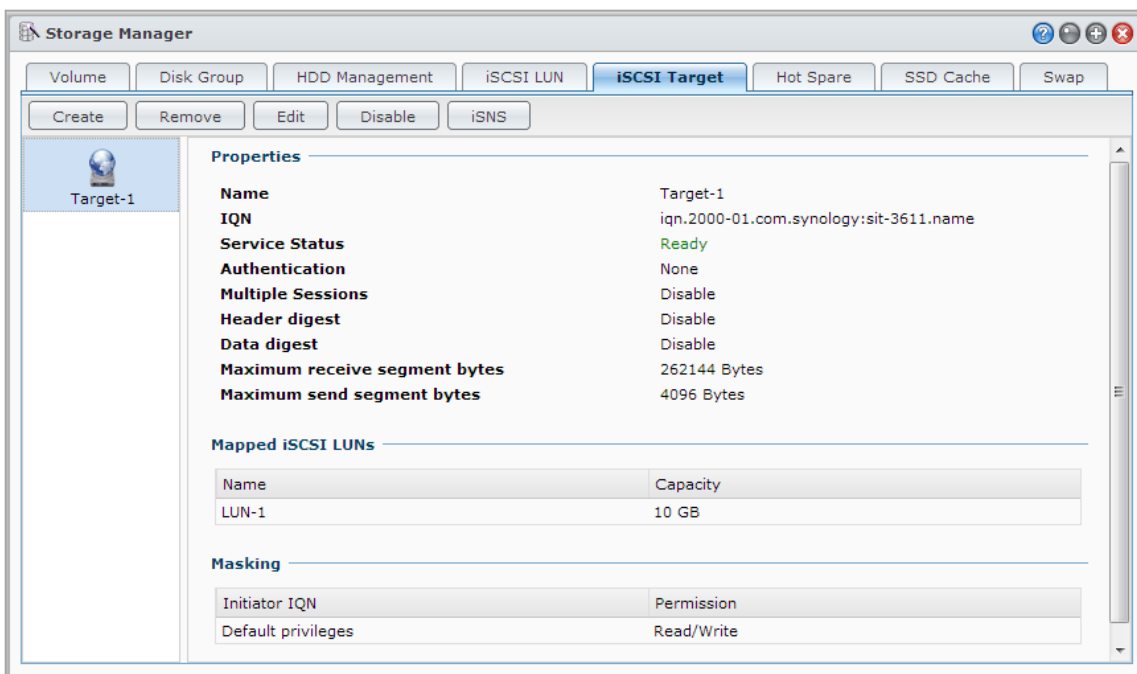 Storage Manager
Volume Disk Group HDD Management iSCSI LUN iSCSI Target Hot Spare SSD Cache Swap
Create Remove Edit Disable iSNS
Target-1
Properties
Name Target-1
IQN iqn.2000-01.com.synology:sit-3611.name
Service Status Ready
Authentication None
Multiple Sessions Disable
Header digest Disable
Data digest Disable
Maximum receive segment bytes 262144 Bytes
Maximum send segment bytes 4096 Bytes
Mapped iSCSI LUNs
Name Capacity
LUN-1 10 GB
Masking
Initiator IQN Permission
Default privileges Read/Write